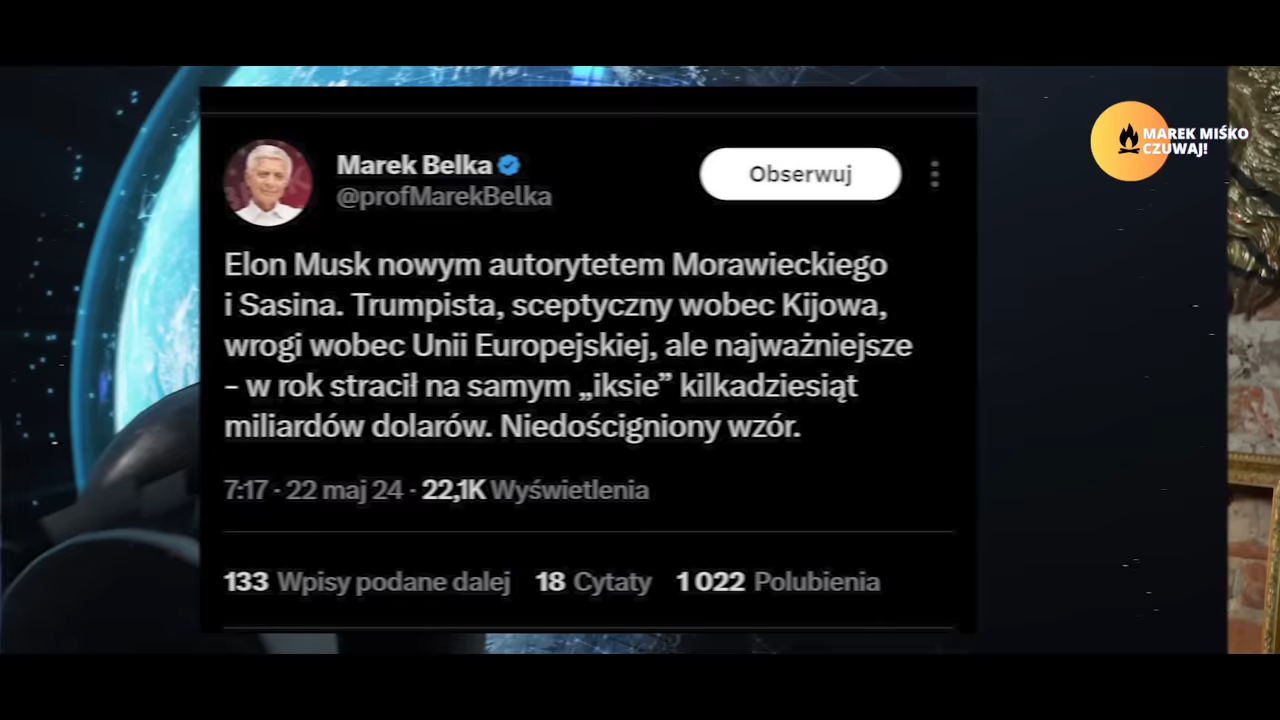 MAREK MIŚKO
CZUWAJ!
Marek Belka
@profMarekBelka
Obserwuj
Elon Musk nowym autorytetem Morawieckiego
i Sasina. Trumpista, sceptyczny wobec Kijowa,
wrogi wobec Unii Europejskiej, ale najważniejsze
– w rok stracił na samym „iksie” kilkadziesiąt
miliardów dolarów. Niedościgniony wzór.
7:17 · 22 maj 24 · 22,1K Wyświetlenia
133 Wpisy podane dalej 18 Cytaty 1 022 Polubienia